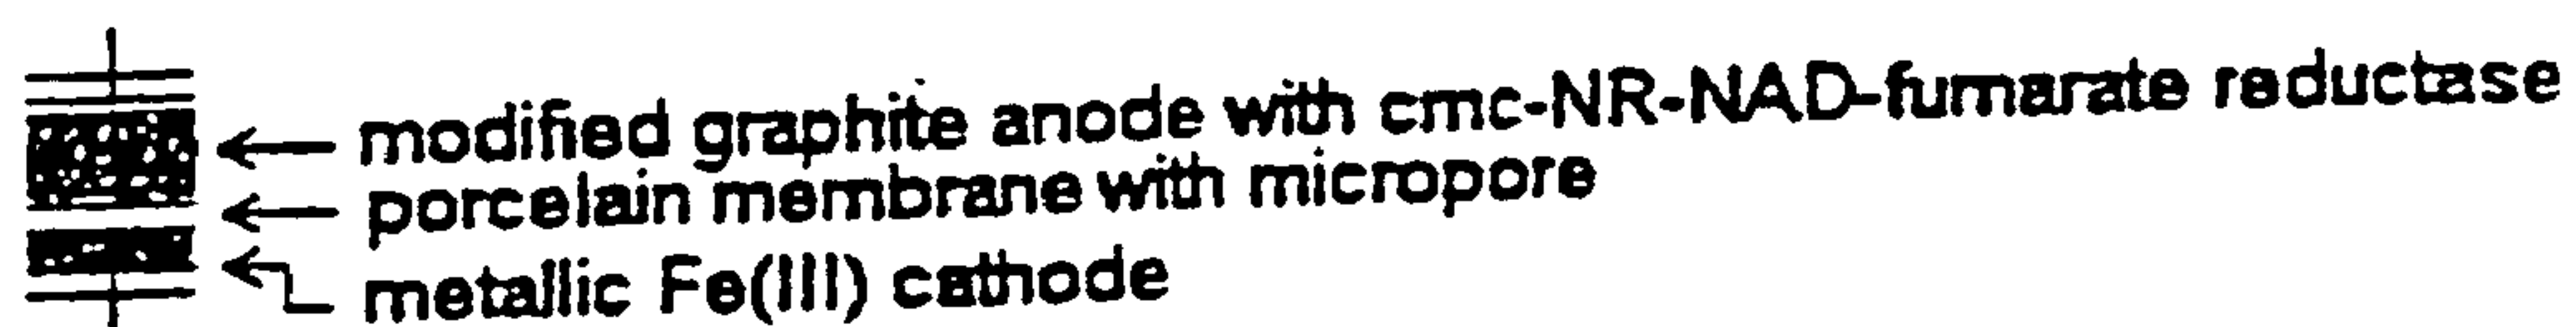 modified graphite anode with cmc-NR-NAD-fumarate reductase
porcelain membrane with micropore
metallic Fe(III) cathode